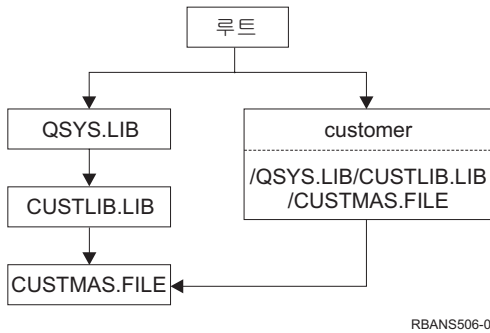 루트
QSYS.LIB
customer
/QSYS.LIB/CUSTLIB.LIB
/CUSTMAS.FILE
CUSTLIB.LIB
CUSTMAS.FILE
RBANS506-0